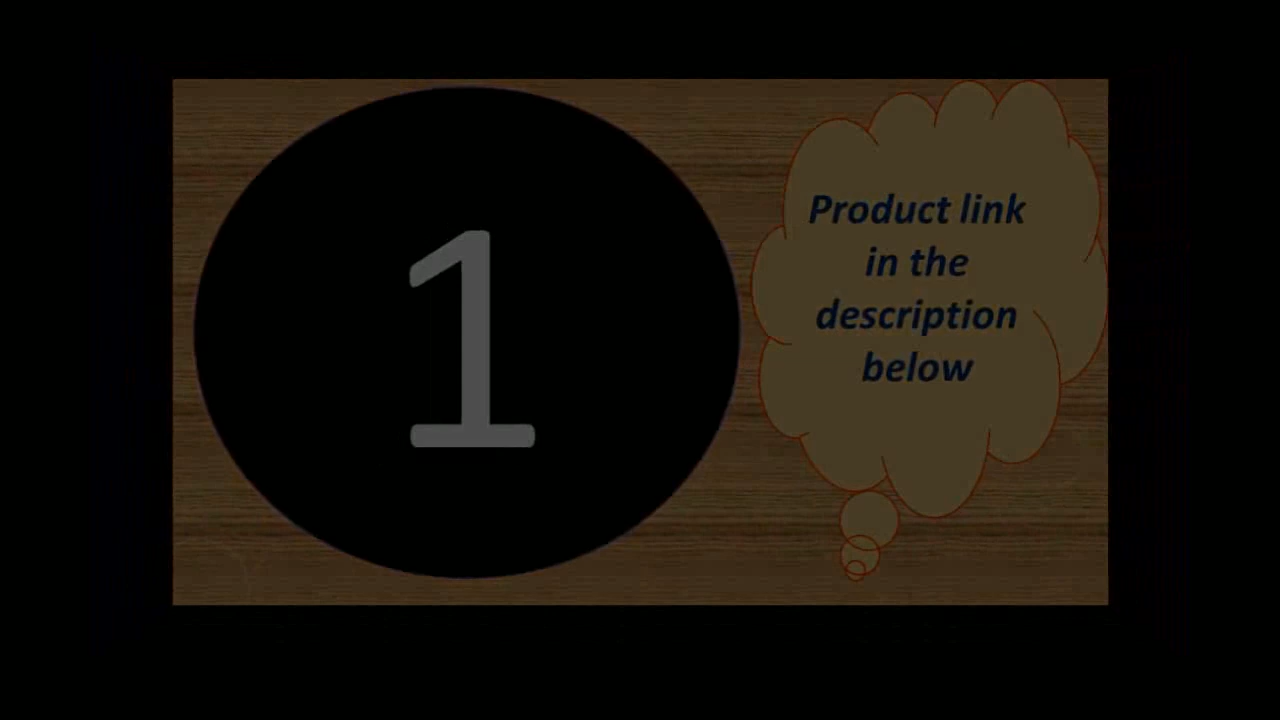 1
Product link
in the
description
below